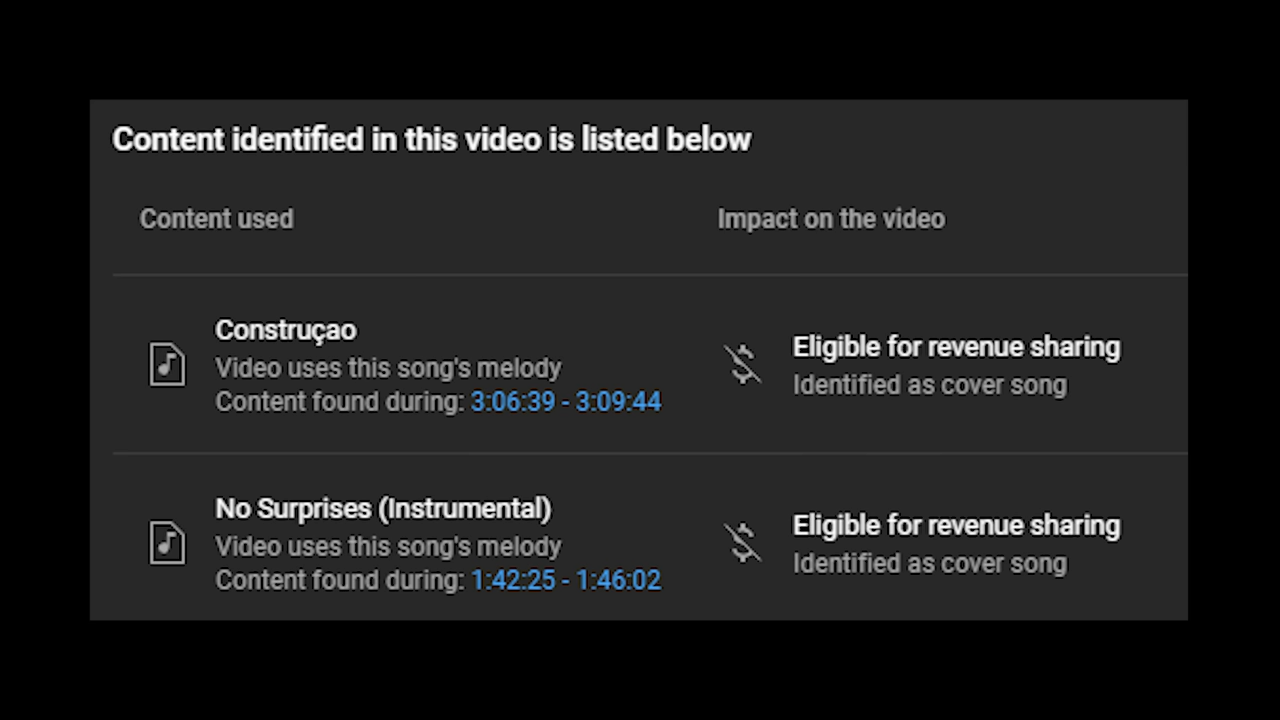 Content identified in this video is listed below
Content used
Impact on the video
Construçao
Video uses this song's melody
Content found during: 3:06:39 - 3:09:44
Eligible for revenue sharing
Identified as cover song
No Surprises (Instrumental)
Video uses this song's melody
Content found during: 1:42:25 - 1:46:02
Eligible for revenue sharing
Identified as cover song